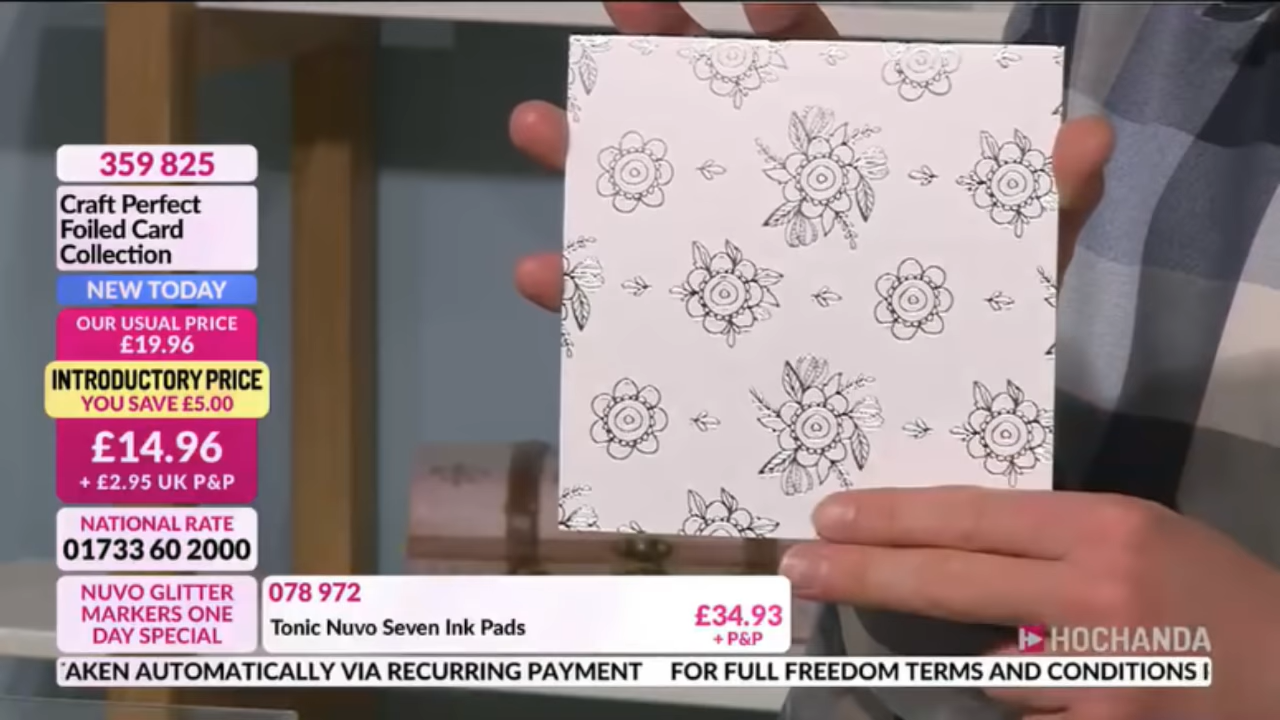 359 825
Craft Perfect
Foiled Card
Collection
NEW TODAY
OUR USUAL PRICE
£19.96
INTRODUCTORY PRICE
YOU SAVE £5.00
£14.96
+ £2.95 UK P&P
NATIONAL RATE
01733 60 2000
NUVO GLITTER
MARKERS ONE
DAY SPECIAL
078 972
Tonic Nuvo Seven Ink Pads
£34.93
+ P&P
HOCHANDA
AKEN AUTOMATICALLY VIA RECURRING PAYMENT FOR FULL FREEDOM TERMS AND CONDITIONS